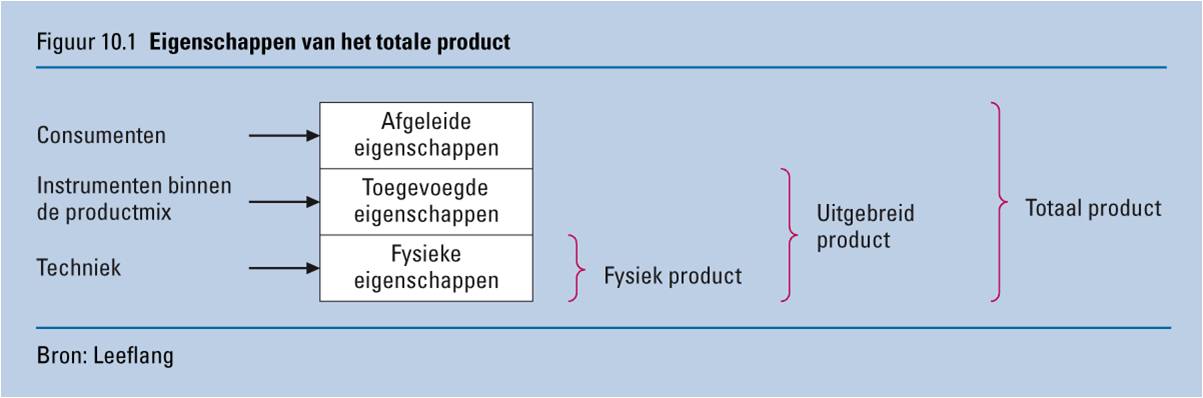 Figuur 10.1 Eigenschappen van het totale product
Consumenten
Afgeleide
eigenschappen
Instrumenten binnen
de productmix
Toegevoegde
eigenschappen
Techniek
Fysieke
eigenschappen
Fysiek product
Uitgebreid
product
Totaal product
Bron: Leeflang